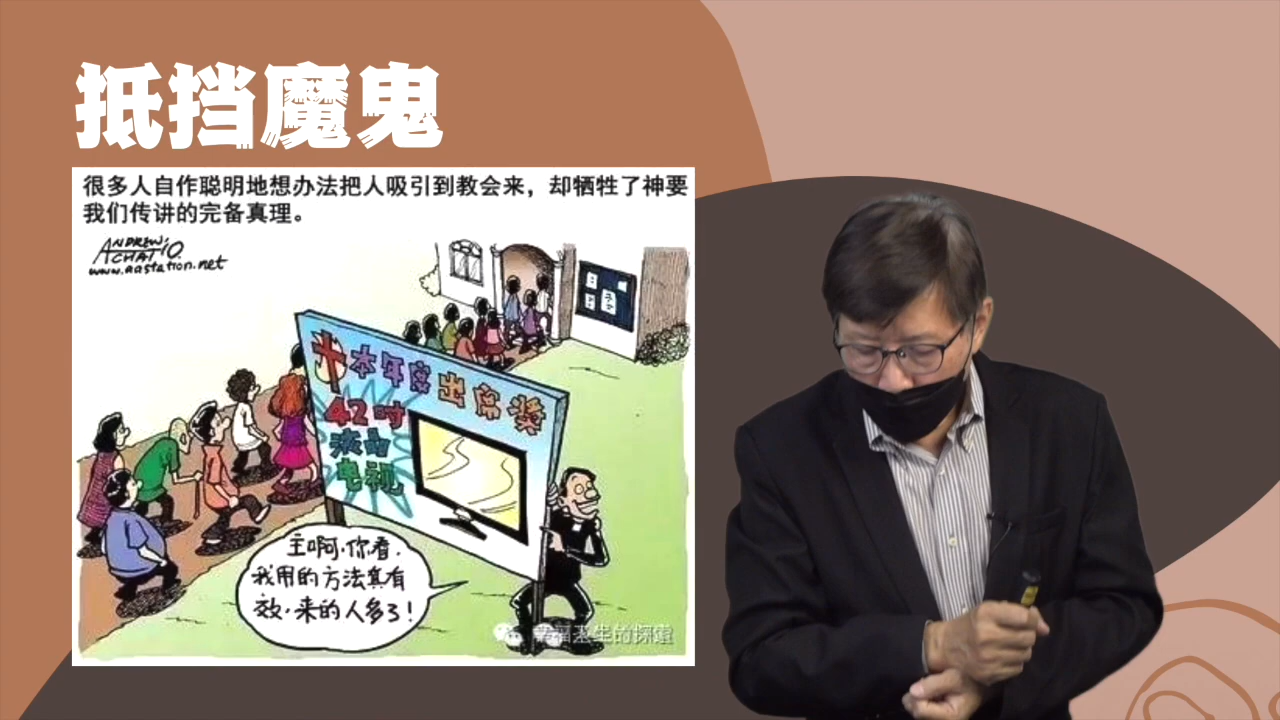 抵挡魔鬼
很多人自作聪明地想办法把人吸引到教会来，却牺牲了神要
我们传讲的完备真理。
ANDREW
ACHATIO.
www.aastation.net
本年度出席奖
42吋
液晶
电视
主啊,你看,
我用的方法真有
效,来的人多了!